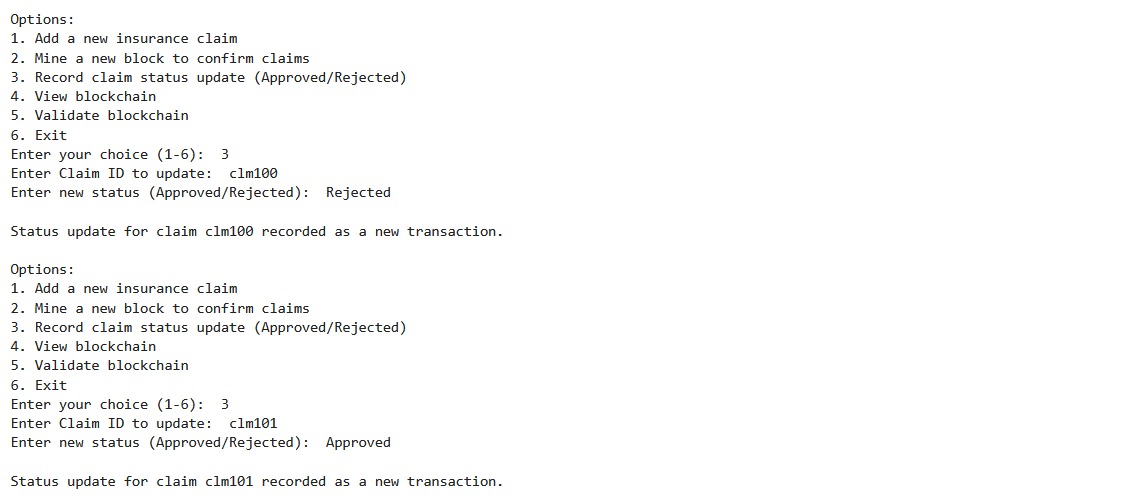 Options:
1. Add a new insurance claim
2. Mine a new block to confirm claims
3. Record claim status update (Approved/Rejected)
4. View blockchain
5. Validate blockchain
6. Exit
Enter your choice (1-6):  3
Enter Claim ID to update:  clm100
Enter new status (Approved/Rejected):  Rejected
Status update for claim clm100 recorded as a new transaction.
Options:
1. Add a new insurance claim
2. Mine a new block to confirm claims
3. Record claim status update (Approved/Rejected)
4. View blockchain
5. Validate blockchain
6. Exit
Enter your choice (1-6):  3
Enter Claim ID to update:  clm101
Enter new status (Approved/Rejected):  Approved
Status update for claim clm101 recorded as a new transaction.